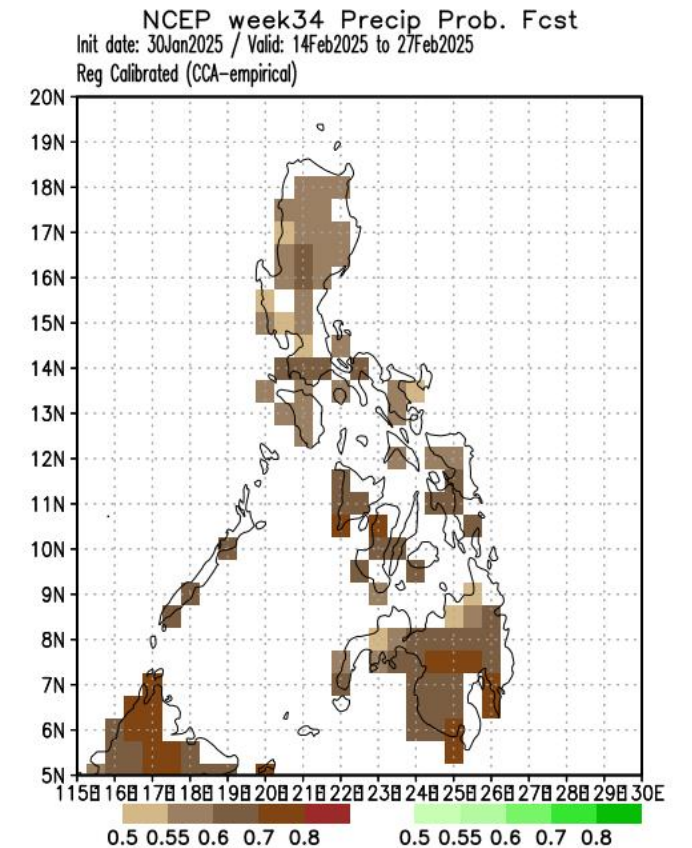 NCEP week34 Precip Prob. Fcst
Init date: 30Jan2025 / Valid: 14Feb2025 to 27Feb2025
Reg Calibrated (CCA-empirical)
20N
19N
18N
17N
16N
15N
14N
13N
12N
11N
10N
9N
8N
7N
6N
5N
115E 116E 117E 118E 119E 120E 121E 122E 123E 124E 125E 126E 127E 128E 129E 130E
0.5 0.55 0.6 0.7 0.8 0.5 0.55 0.6 0.7 0.8